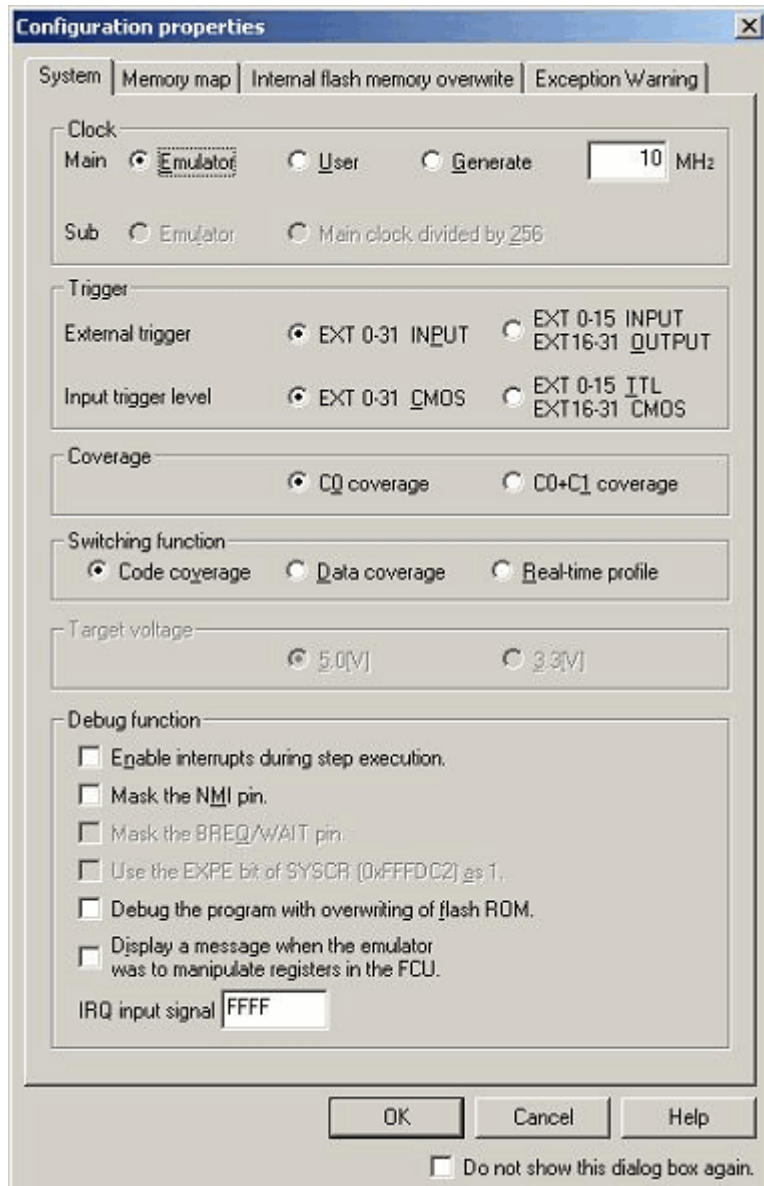 Configuration properties
System Memory map Internal flash memory overwrite Exception Warning
Clock
Main Emulator User Generate 10 MHz
Sub Emulator Main clock divided by 256
Trigger
External trigger EXT 0-31 INPUT EXT 0-15 INPUT
EXT16-31 OUTPUT
Input trigger level EXT 0-31 CMOS EXT 0-15 TTL
EXT16-31 CMOS
Coverage
C0 coverage C0+C1 coverage
Switching function
Code coverage Data coverage Real-time profile
Target voltage
5.0[V] 3.3[V]
Debug function
Enable interrupts during step execution.
Mask the NMI pin.
Mask the BREQ/WAIT pin.
Use the EXPE bit of SYSCR (0xFFFDC2) as 1.
Debug the program with overwriting of flash ROM.
Display a message when the emulator
was to manipulate registers in the FCU.
IRQ input signal FFFF
OK Cancel Help
Do not show this dialog box again.